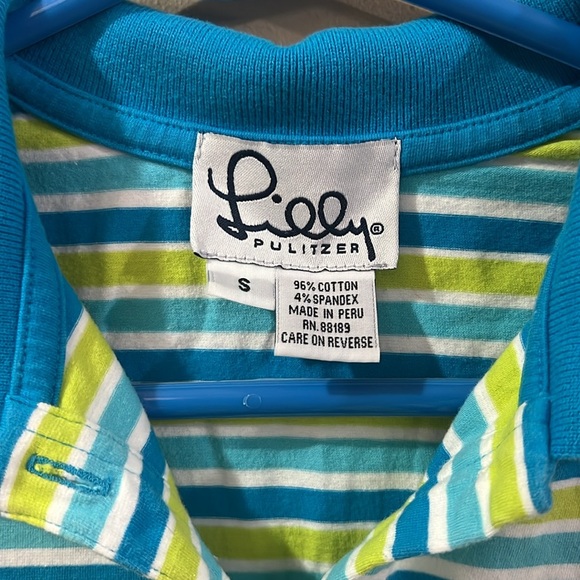 Lilly®
PULITZER
S
96% COTTON
4% SPANDEX
MADE IN PERU
RN. 88189
CARE ON REVERSE